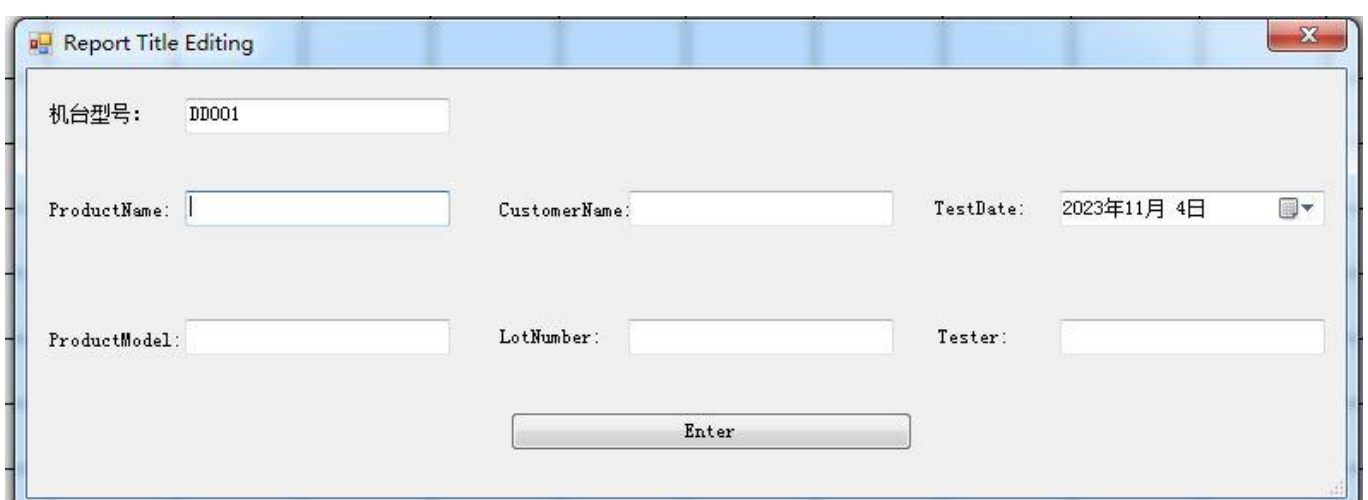 Report Title Editing
机台型号: DD001
ProductName: CustomerName: TestDate: 2023年11月 4日
ProductModel: LotNumber: Tester:
Enter